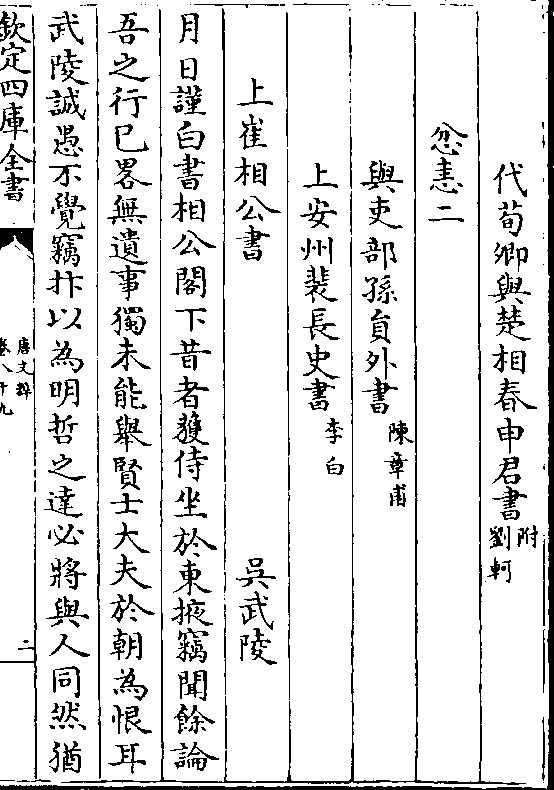 代荀卿與楚相春申君書附劉軻
忿恚二
與吏部孫員外書陳章甫
上安州裴長史書李白
上崔相公書 吳武陵
月日謹白書相公閣下昔者獲侍坐於東掖竊聞餘論
吾之行已畧無遺事獨未能舉賢士大夫於朝為恨耳
武陵誠愚不覺竊抃以為明哲之達必將與人同然猶
欽定四庫全書
唐文粹
卷八十九
二